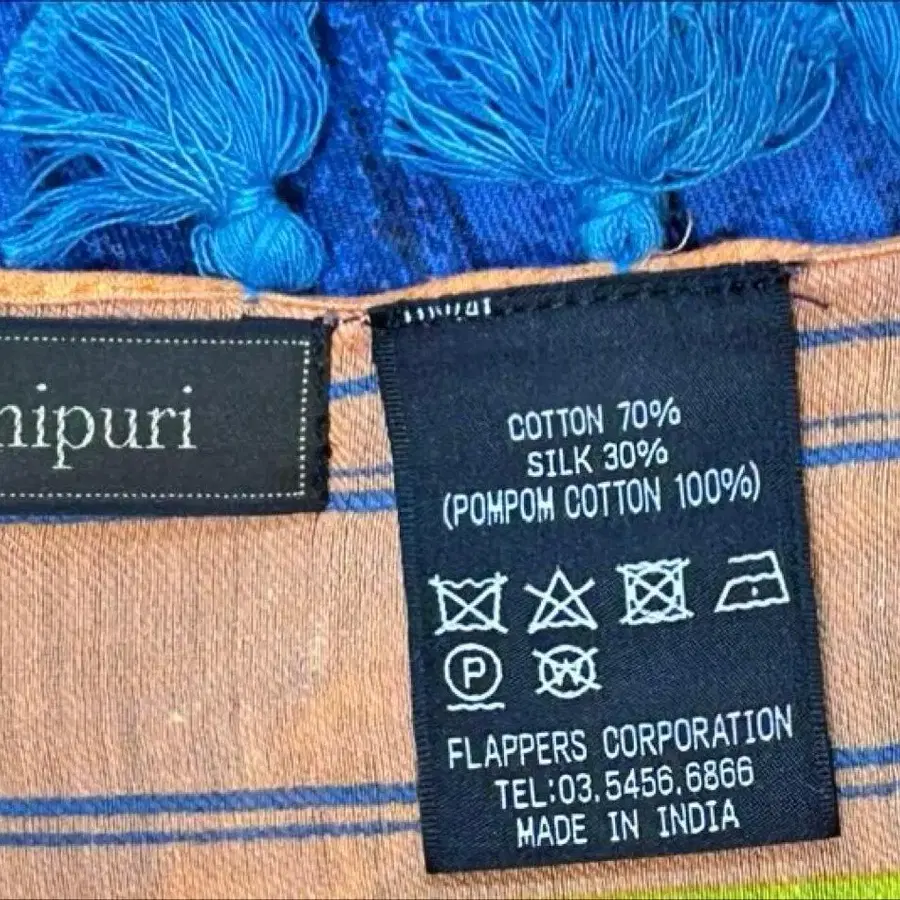 nipuri
COTTON 70%
SILK 30%
(POMPOM COTTON 100%)
P
W
FLAPPERS CORPORATION
TEL:03.5456.6866
MADE IN INDIA